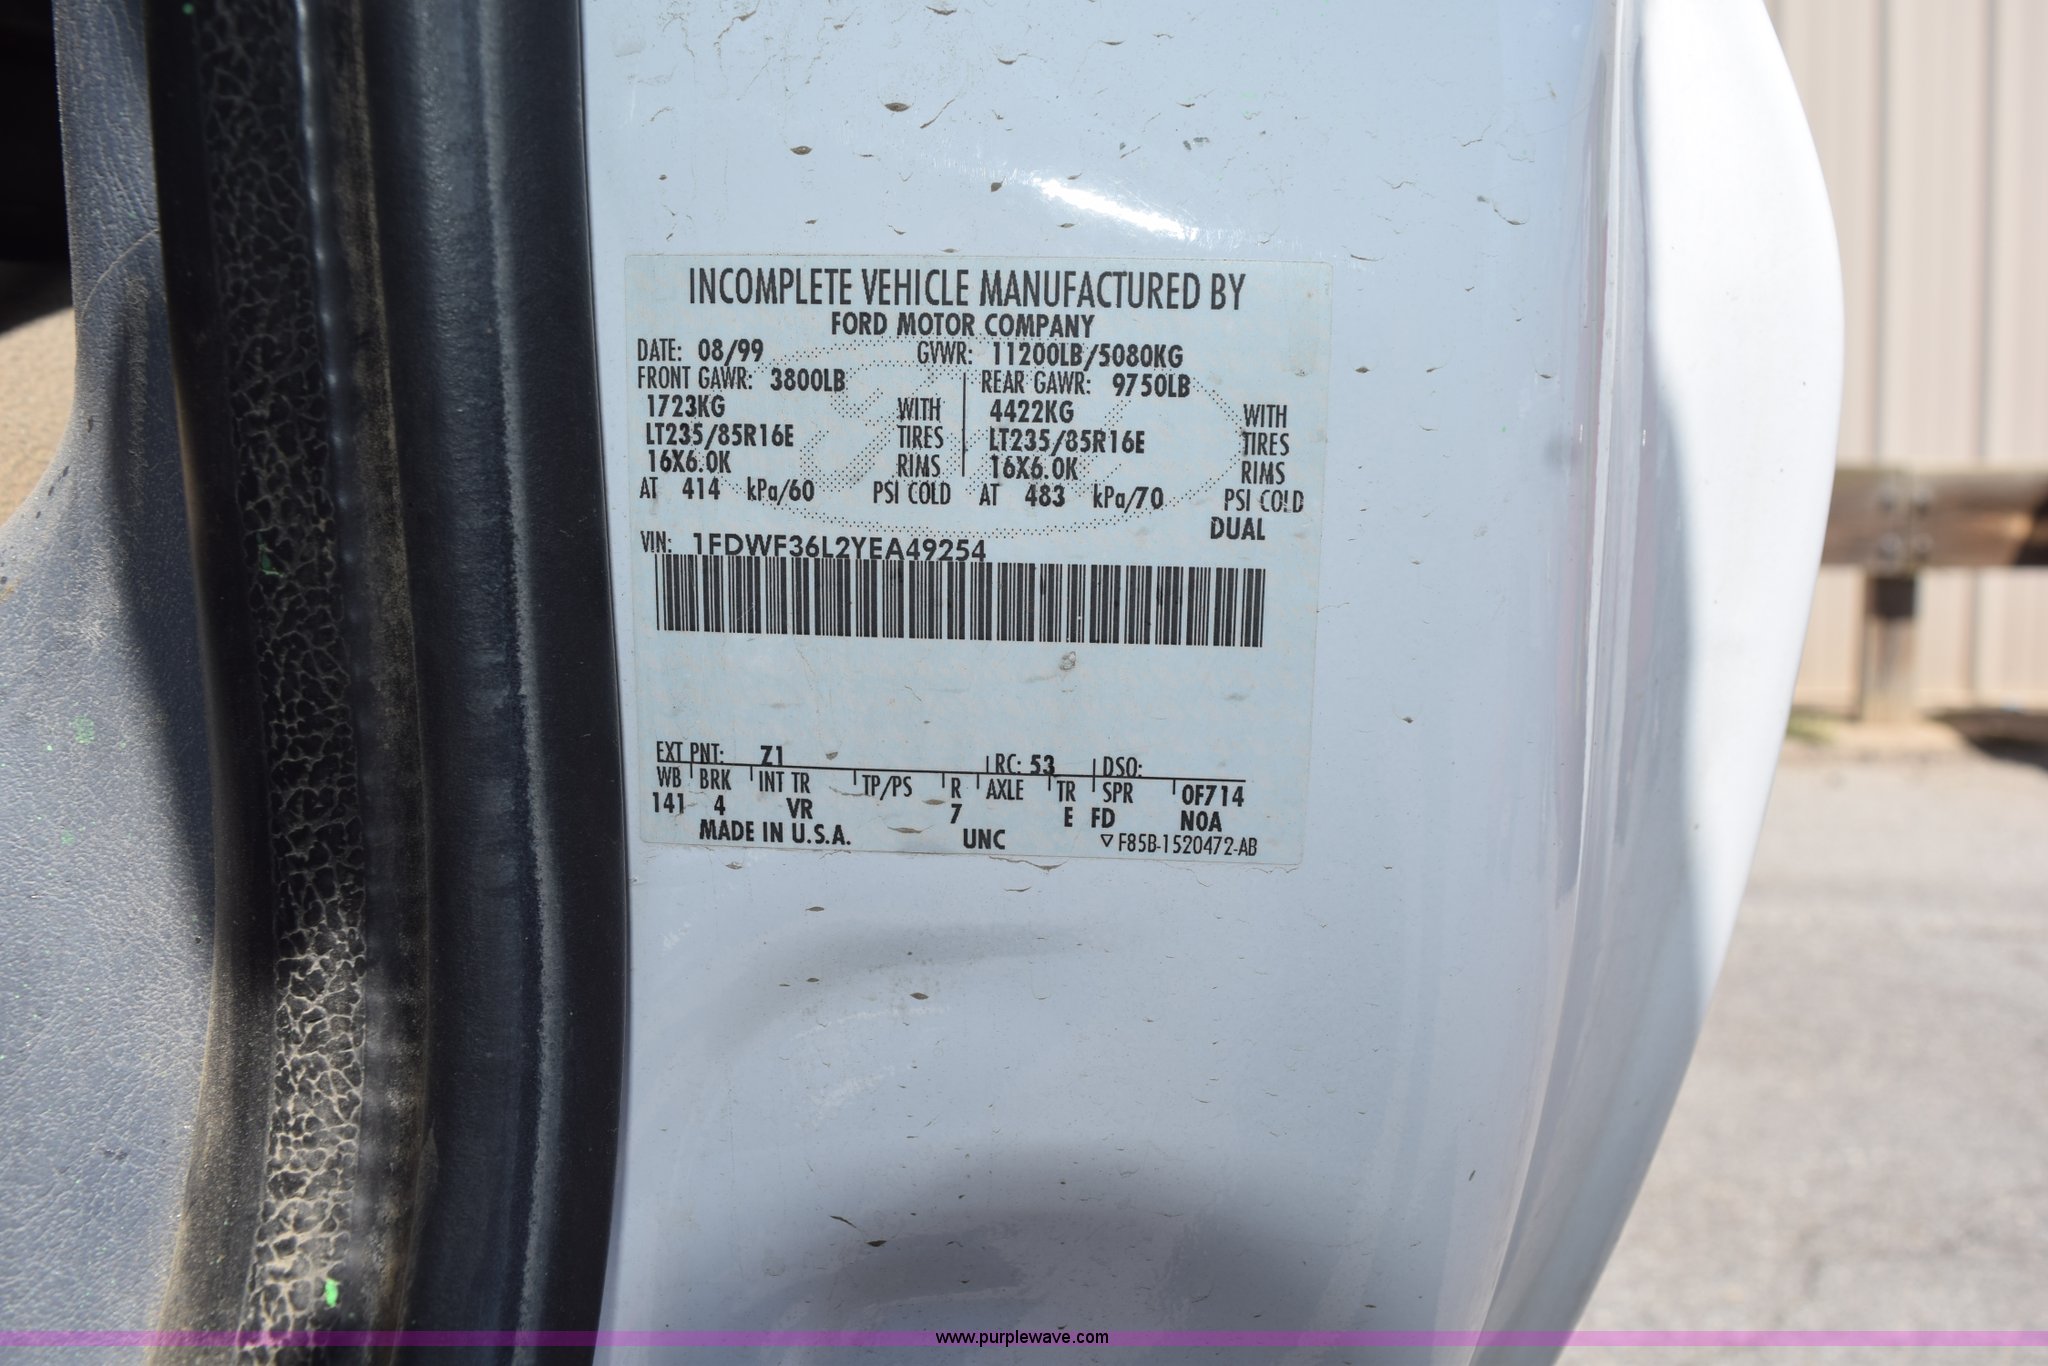 INCOMPLETE VEHICLE MANUFACTURED BY
FORD MOTOR COMPANY
DATE: 08/99 GVWR: 11200LB/5080KG
FRONT GAWR: 3800LB REAR GAWR: 9750LB
1723KG WITH 4422KG WITH
LT235/85R16E TIRES LT235/85R16E TIRES
16X6.0K RIMS 16X6.0K RIMS
AT 414 kPa/60 PSI COLD AT 483 kPa/70 PSI COLD
DUAL
VIN: 1FDWF36L2YEA49254
EXT PNT: Z1 RC: 53 DSO:
WB BRK INT TR TP/PS R AXLE TR SPR 0F714
141 4 VR 7 E FD N0A
MADE IN U.S.A. UNC ▽ F85B-1520472-AB
www.purplewave.com